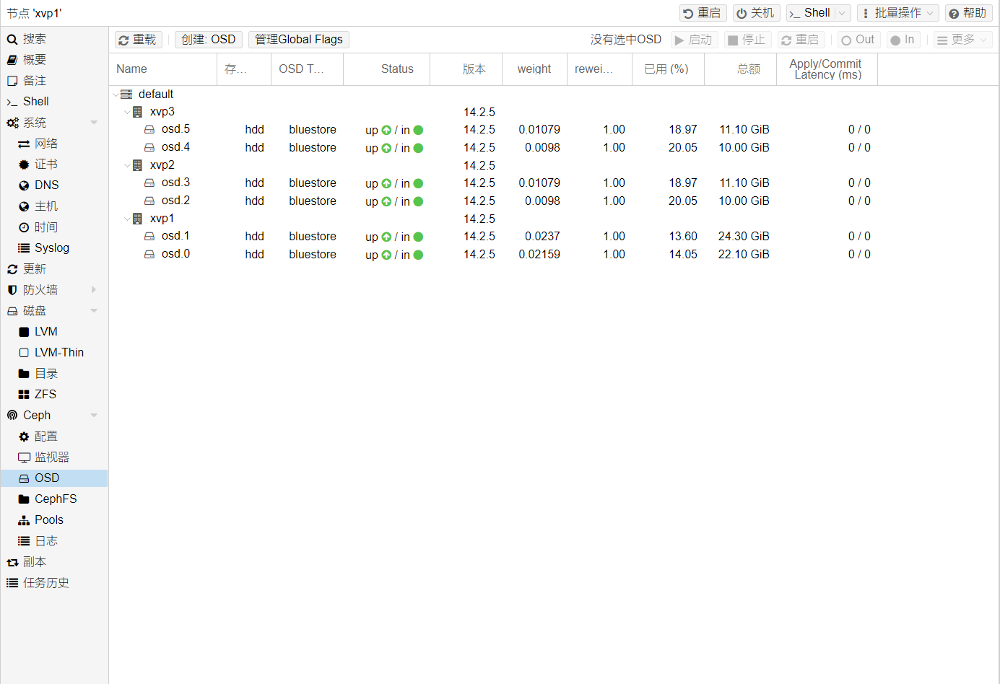 节点 'xvp1'
重启
关机
Shell
批量操作
帮助
搜索
概要
备注
Shell
系统
网络
证书
DNS
主机
时间
Syslog
更新
防火墙
磁盘
LVM
LVM-Thin
目录
ZFS
Ceph
配置
监视器
OSD
CephFS
Pools
日志
副本
任务历史
重载
创建: OSD
管理Global Flags
没有选中OSD
启动
停止
重启
Out
In
更多
Name 存... OSD T... Status 版本 weight rewei... 已用 (%) 总额 Apply/Commit
Latency (ms)
default
xvp3 14.2.5
osd.5 hdd bluestore up / in 14.2.5 0.01079 1.00 18.97 11.10 GiB 0 / 0
osd.4 hdd bluestore up / in 14.2.5 0.0098 1.00 20.05 10.00 GiB 0 / 0
xvp2 14.2.5
osd.3 hdd bluestore up / in 14.2.5 0.01079 1.00 18.97 11.10 GiB 0 / 0
osd.2 hdd bluestore up / in 14.2.5 0.0098 1.00 20.05 10.00 GiB 0 / 0
xvp1 14.2.5
osd.1 hdd bluestore up / in 14.2.5 0.0237 1.00 13.60 24.30 GiB 0 / 0
osd.0 hdd bluestore up / in 14.2.5 0.02159 1.00 14.05 22.10 GiB 0 / 0